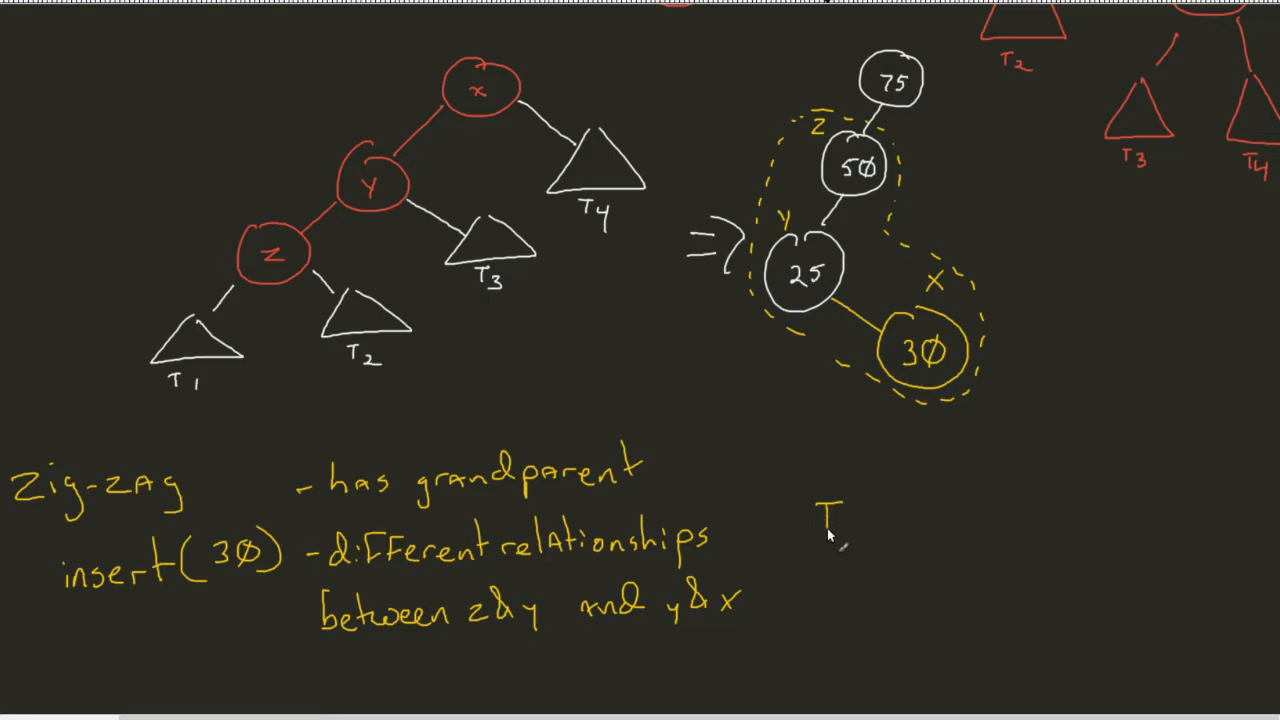 x
y
z
T1
T2
T3
T4
75
z
50
y
25
x
30
T2
T3
T4
zig-zAg
- has grandparent
insert(30)
- different relationships
between z & y and y & x
T